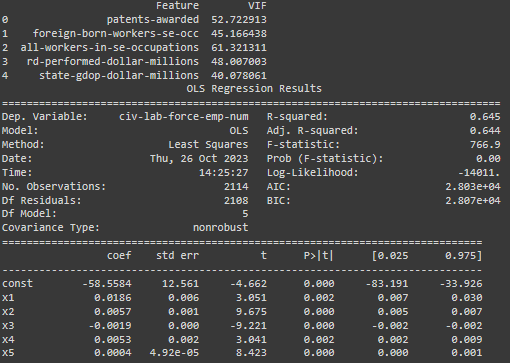 Feature VIF
0 patents-awarded 52.722913
1 foreign-born-workers-se-occ 45.166438
2 all-workers-in-se-occupations 61.321311
3 rd-performed-dollar-millions 48.007003
4 state-gdop-dollar-millions 40.078061
OLS Regression Results
==============================================================================
Dep. Variable: civ-lab-force-emp-num R-squared: 0.645
Model: OLS Adj. R-squared: 0.644
Method: Least Squares F-statistic: 766.9
Date: Thu, 26 Oct 2023 Prob (F-statistic): 0.00
Time: 14:25:27 Log-Likelihood: -14011.
No. Observations: 2114 AIC: 2.803e+04
Df Residuals: 2108 BIC: 2.807e+04
Df Model: 5
Covariance Type: nonrobust
==============================================================================
coef std err t P>|t| [0.025 0.975]
------------------------------------------------------------------------------
const -58.5584 12.561 -4.662 0.000 -83.191 -33.926
x1 0.0186 0.006 3.051 0.002 0.007 0.030
x2 0.0057 0.001 9.675 0.000 0.005 0.007
x3 -0.0019 0.000 -9.221 0.000 -0.002 -0.002
x4 0.0053 0.002 3.041 0.002 0.002 0.009
x5 0.0004 4.92e-05 8.423 0.000 0.000 0.001